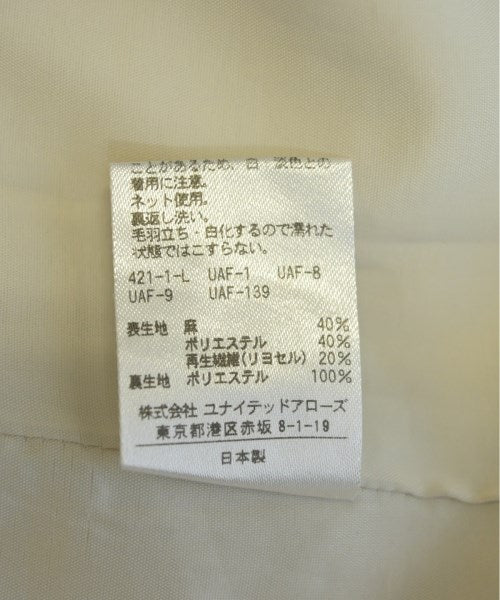 ことがあるため、白・淡色との
着用に注意。
ネット使用。
裏返し洗い。
毛羽立ち・白化するので濡れた
状態ではこすらない。
421-1-L UAF-1 UAF-8
UAF-9 UAF-139
表生地 麻 40%
ポリエステル 40%
再生繊維(リヨセル) 20%
裏生地 ポリエステル 100%
株式会社 ユナイテッドアローズ
東京都港区赤坂 8-1-19
日本製